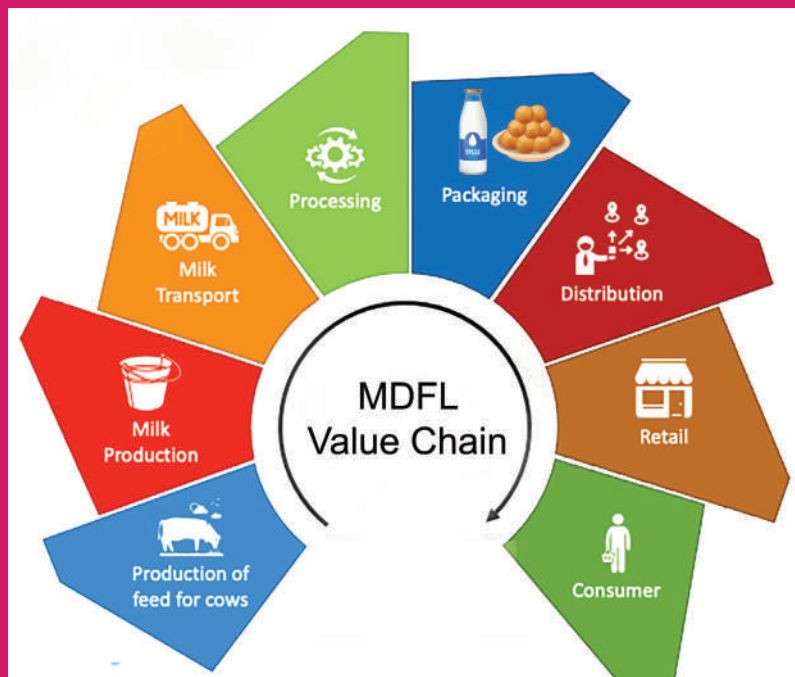 MDFL
Value Chain
Production of
feed for cows
Milk
Production
MILK
Milk
Transport
Processing
Packaging
Distribution
Retail
Consumer